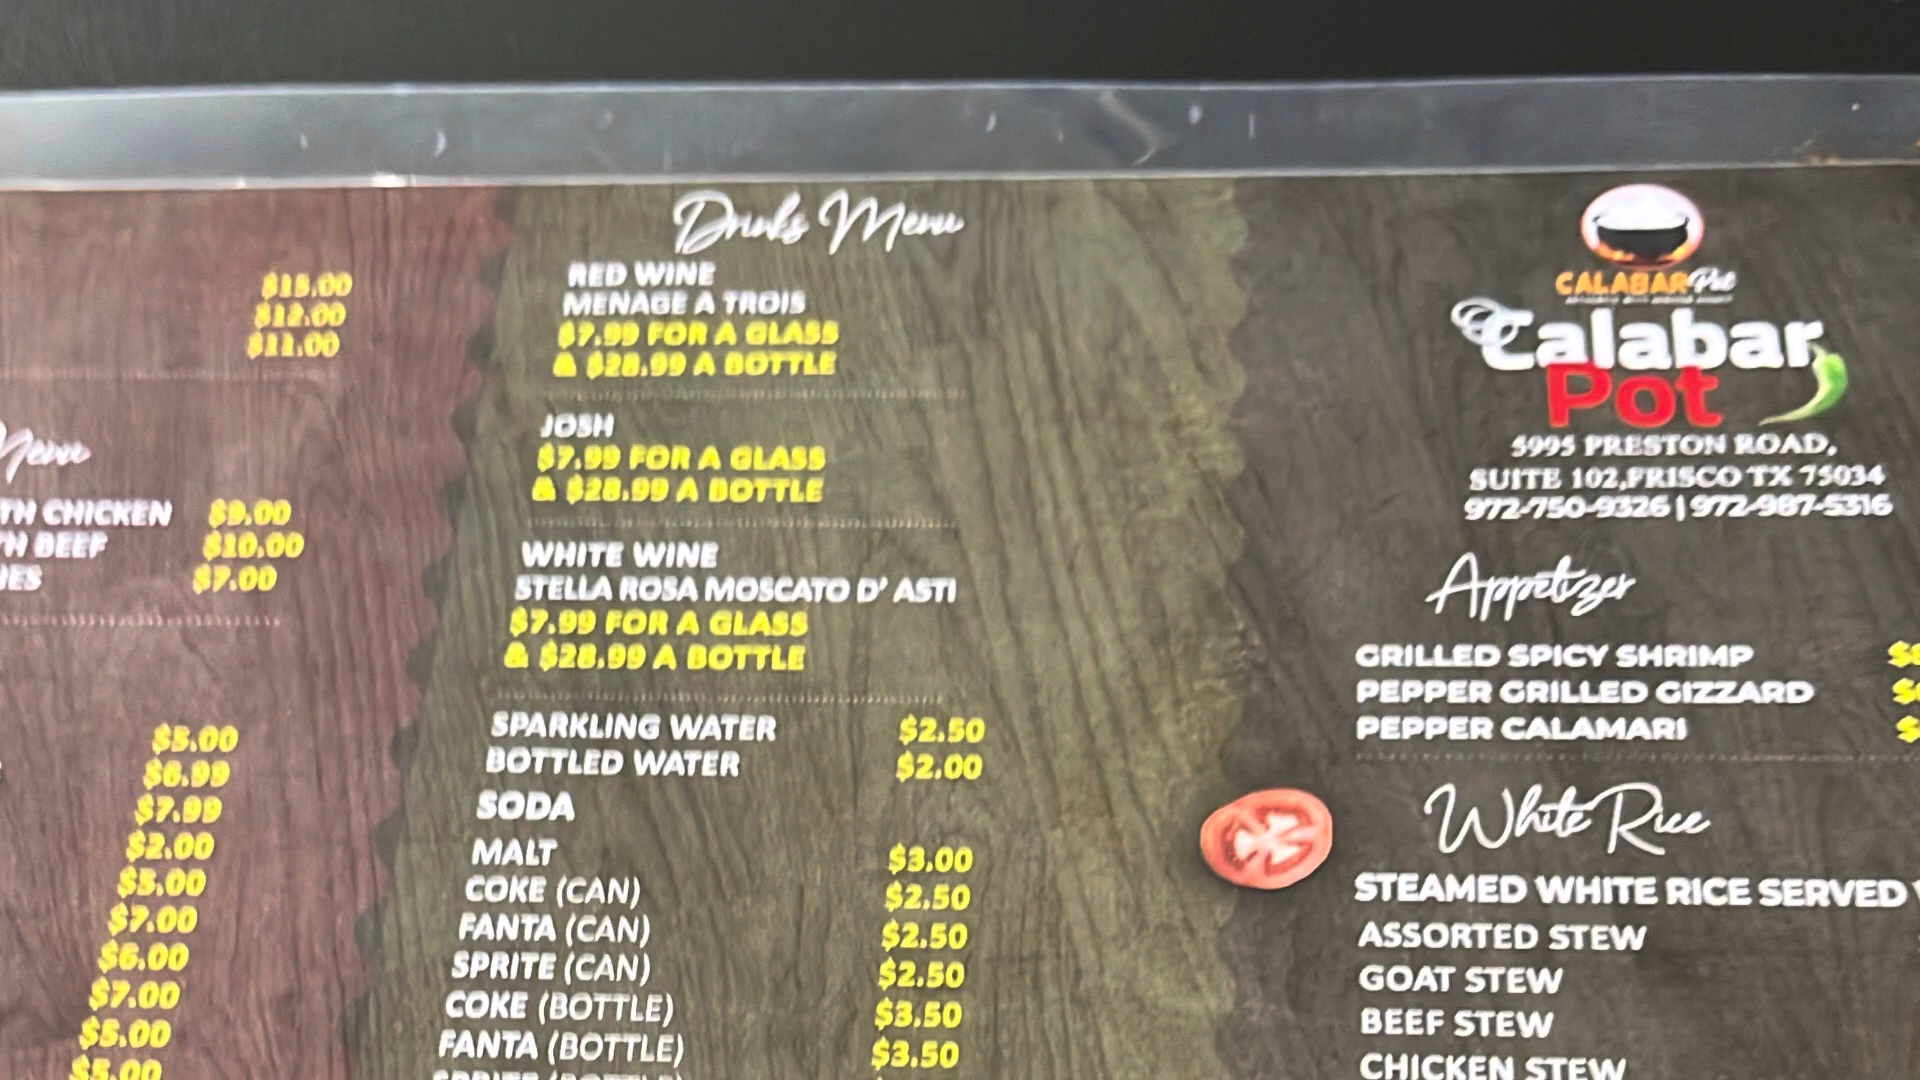 $15.00
$12.00
$11.00
Menu
TH CHICKEN $9.00
TH BEEF $10.00
$7.00
$5.00
$6.99
$7.99
$2.00
$5.00
$7.00
$6.00
$7.00
$5.00
$5.00
Drinks Menu
RED WINE
MENAGE A TROIS
$7.99 FOR A GLASS
& $28.99 A BOTTLE
JOSH
$7.99 FOR A GLASS
& $28.99 A BOTTLE
WHITE WINE
STELLA ROSA MOSCATO D' ASTI
$7.99 FOR A GLASS
& $28.99 A BOTTLE
SPARKLING WATER $2.50
BOTTLED WATER $2.00
SODA
MALT $3.00
COKE (CAN) $2.50
FANTA (CAN) $2.50
SPRITE (CAN) $2.50
COKE (BOTTLE) $3.50
FANTA (BOTTLE) $3.50
CALABAR Pot
Calabar
Pot
5995 PRESTON ROAD,
SUITE 102,FRISCO TX 75034
972-750-9326 | 972-987-5316
Appetizer
GRILLED SPICY SHRIMP
PEPPER GRILLED GIZZARD
PEPPER CALAMARI
White Rice
STEAMED WHITE RICE SERVED
ASSORTED STEW
GOAT STEW
BEEF STEW
CHICKEN STEW